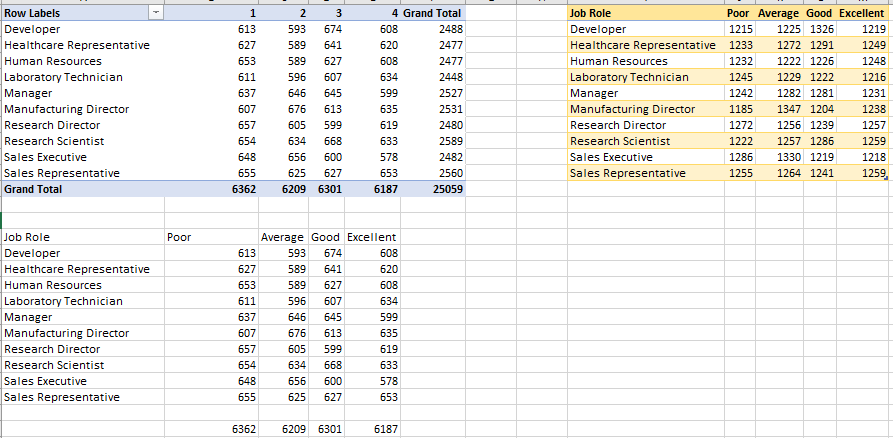 Row Labels 1 2 3 4 Grand Total
Developer 613 593 674 608 2488
Healthcare Representative 627 589 641 620 2477
Human Resources 653 589 627 608 2477
Laboratory Technician 611 596 607 634 2448
Manager 637 646 645 599 2527
Manufacturing Director 607 676 613 635 2531
Research Director 657 605 599 619 2480
Research Scientist 654 634 668 633 2589
Sales Executive 648 656 600 578 2482
Sales Representative 655 625 627 653 2560
Grand Total 6362 6209 6301 6187 25059
Job Role Poor Average Good Excellent
Developer 1215 1225 1326 1219
Healthcare Representative 1233 1272 1291 1249
Human Resources 1232 1222 1226 1248
Laboratory Technician 1245 1229 1222 1216
Manager 1242 1282 1281 1231
Manufacturing Director 1185 1347 1204 1238
Research Director 1272 1256 1239 1257
Research Scientist 1222 1257 1286 1259
Sales Executive 1286 1330 1219 1218
Sales Representative 1255 1264 1241 1259
Job Role Poor Average Good Excellent
Developer 613 593 674 608
Healthcare Representative 627 589 641 620
Human Resources 653 589 627 608
Laboratory Technician 611 596 607 634
Manager 637 646 645 599
Manufacturing Director 607 676 613 635
Research Director 657 605 599 619
Research Scientist 654 634 668 633
Sales Executive 648 656 600 578
Sales Representative 655 625 627 653
6362 6209 6301 6187